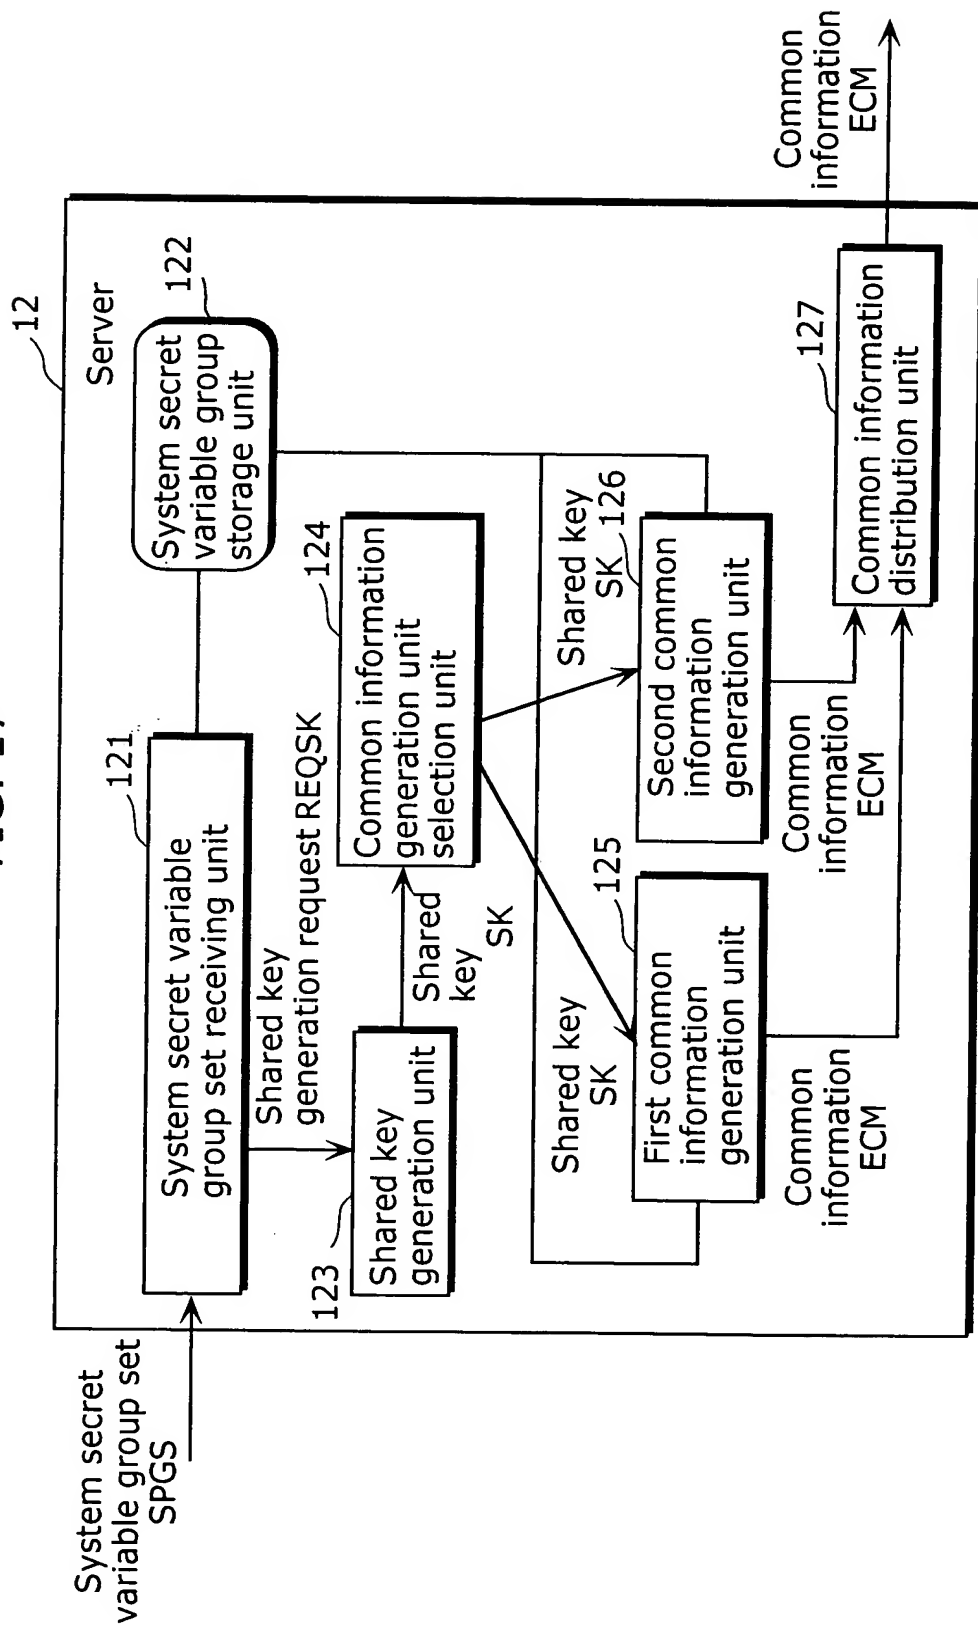 12
Server
System secret
variable group set
SPGS
121
System secret variable
group set receiving unit
122
System secret
variable group
storage unit
Shared key
generation request REQSK
123
Shared key
generation unit
Shared
key
SK
124
Common information
generation unit
selection unit
Shared key
SK
125
First common
information
generation unit
Shared key
SK
126
Second common
information
generation unit
Common
information
ECM
Common
information
ECM
127
Common information
distribution unit
Common
information
ECM